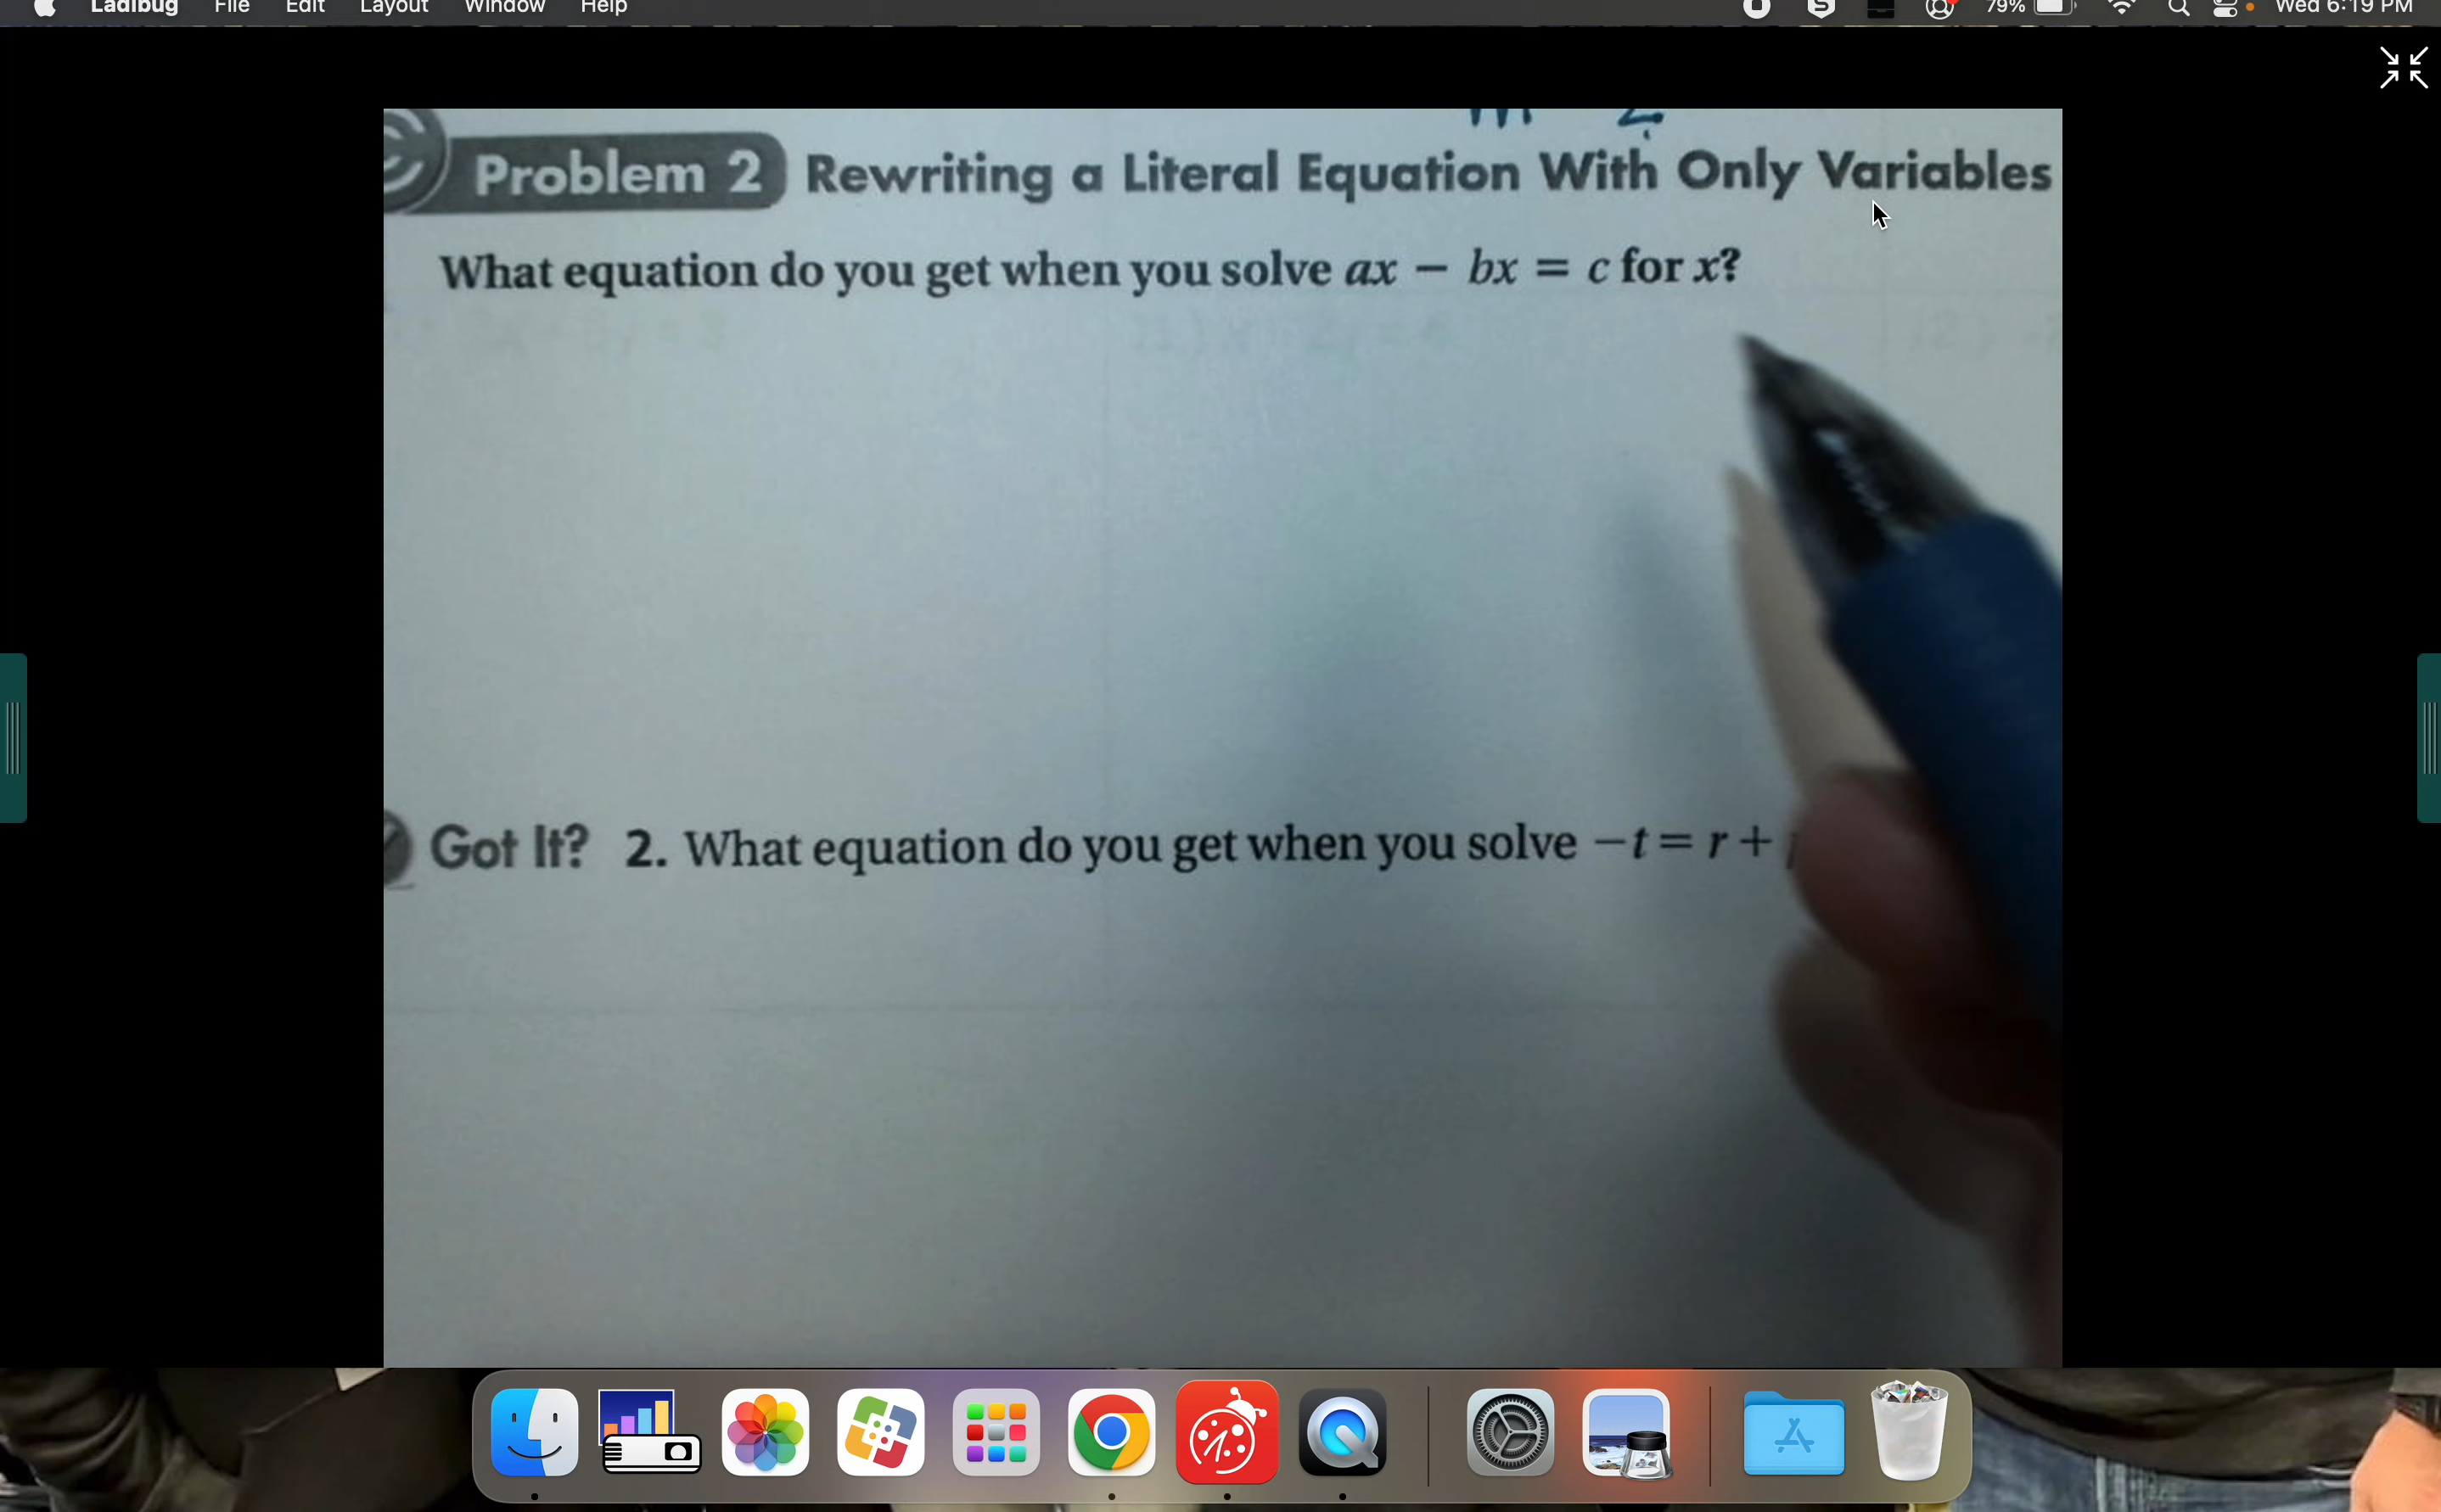 Ladibug File Edit Layout Window Help 79% Wed 6:19 PM
Problem 2 Rewriting a Literal Equation With Only Variables
What equation do you get when you solve ax − bx = c for x?
Got It? 2. What equation do you get when you solve −t = r +